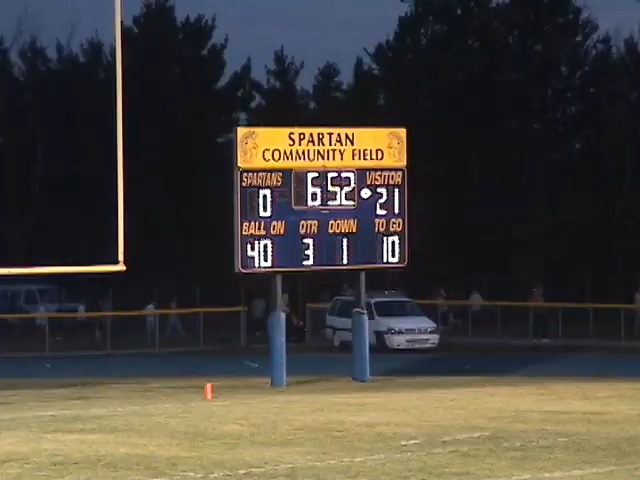 SPARTAN
COMMUNITY FIELD
SPARTANS 6 52 VISITOR
0 21
BALL ON QTR DOWN TO GO
40 3 1 10